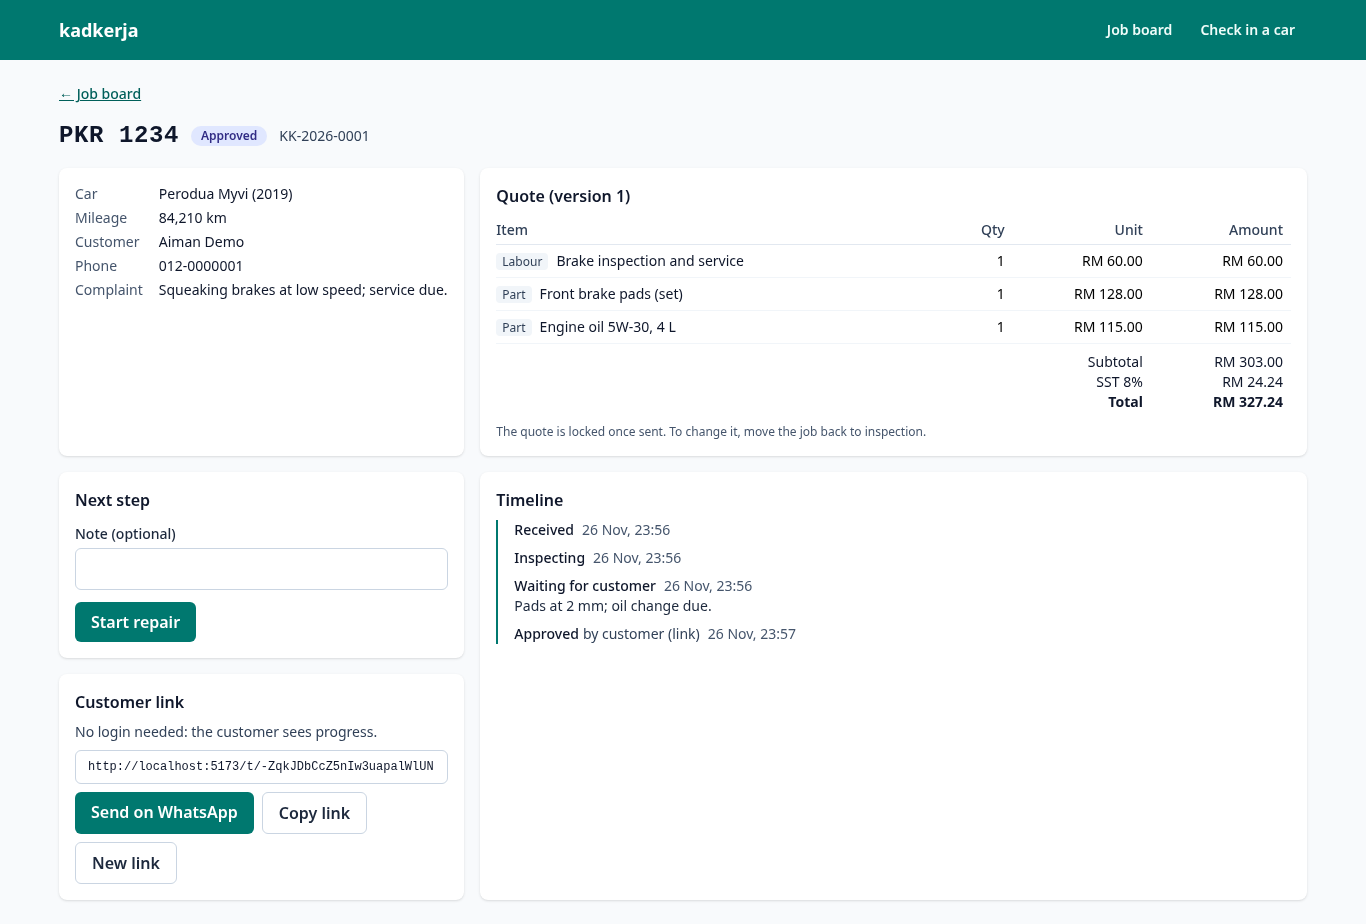 kadkerja
Job board
Check in a car
← Job board
PKR 1234 Approved KK-2026-0001
Car Perodua Myvi (2019)
Mileage 84,210 km
Customer Aiman Demo
Phone 012-0000001
Complaint Squeaking brakes at low speed; service due.
Quote (version 1)
Item Qty Unit Amount
Labour Brake inspection and service 1 RM 60.00 RM 60.00
Part Front brake pads (set) 1 RM 128.00 RM 128.00
Part Engine oil 5W-30, 4 L 1 RM 115.00 RM 115.00
Subtotal RM 303.00
SST 8% RM 24.24
Total RM 327.24
The quote is locked once sent. To change it, move the job back to inspection.
Next step
Note (optional)
Start repair
Customer link
No login needed: the customer sees progress.
http://localhost:5173/t/-ZqkJDbCcZ5nIw3uapalWlUN
Send on WhatsApp
Copy link
New link
Timeline
Received 26 Nov, 23:56
Inspecting 26 Nov, 23:56
Waiting for customer 26 Nov, 23:56
Pads at 2 mm; oil change due.
Approved by customer (link) 26 Nov, 23:57